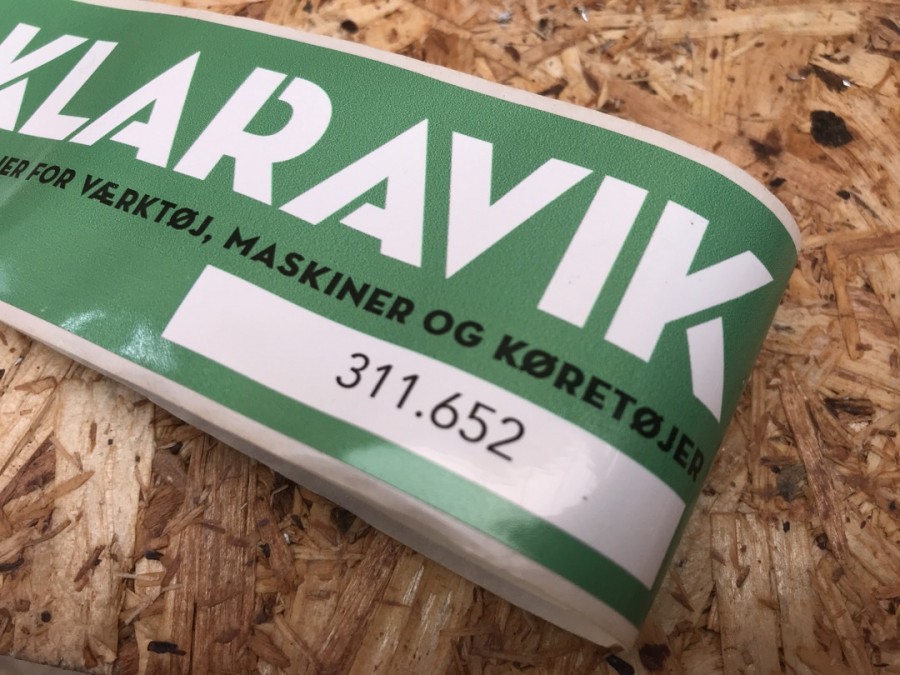 KLARAVIK
FOR VÆRKTØJ, MASKINER OG KØRETØJER
311.652